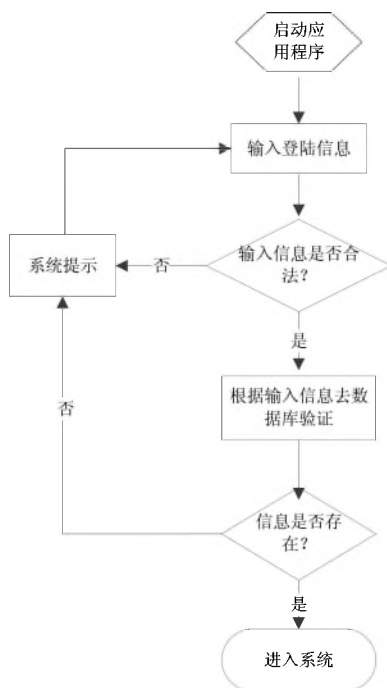 启动应
用程序
输入登陆信息
系统提示
否
输入信息是否合
法？
是
根据输入信息去数
据库验证
否
信息是否存
在？
是
进入系统